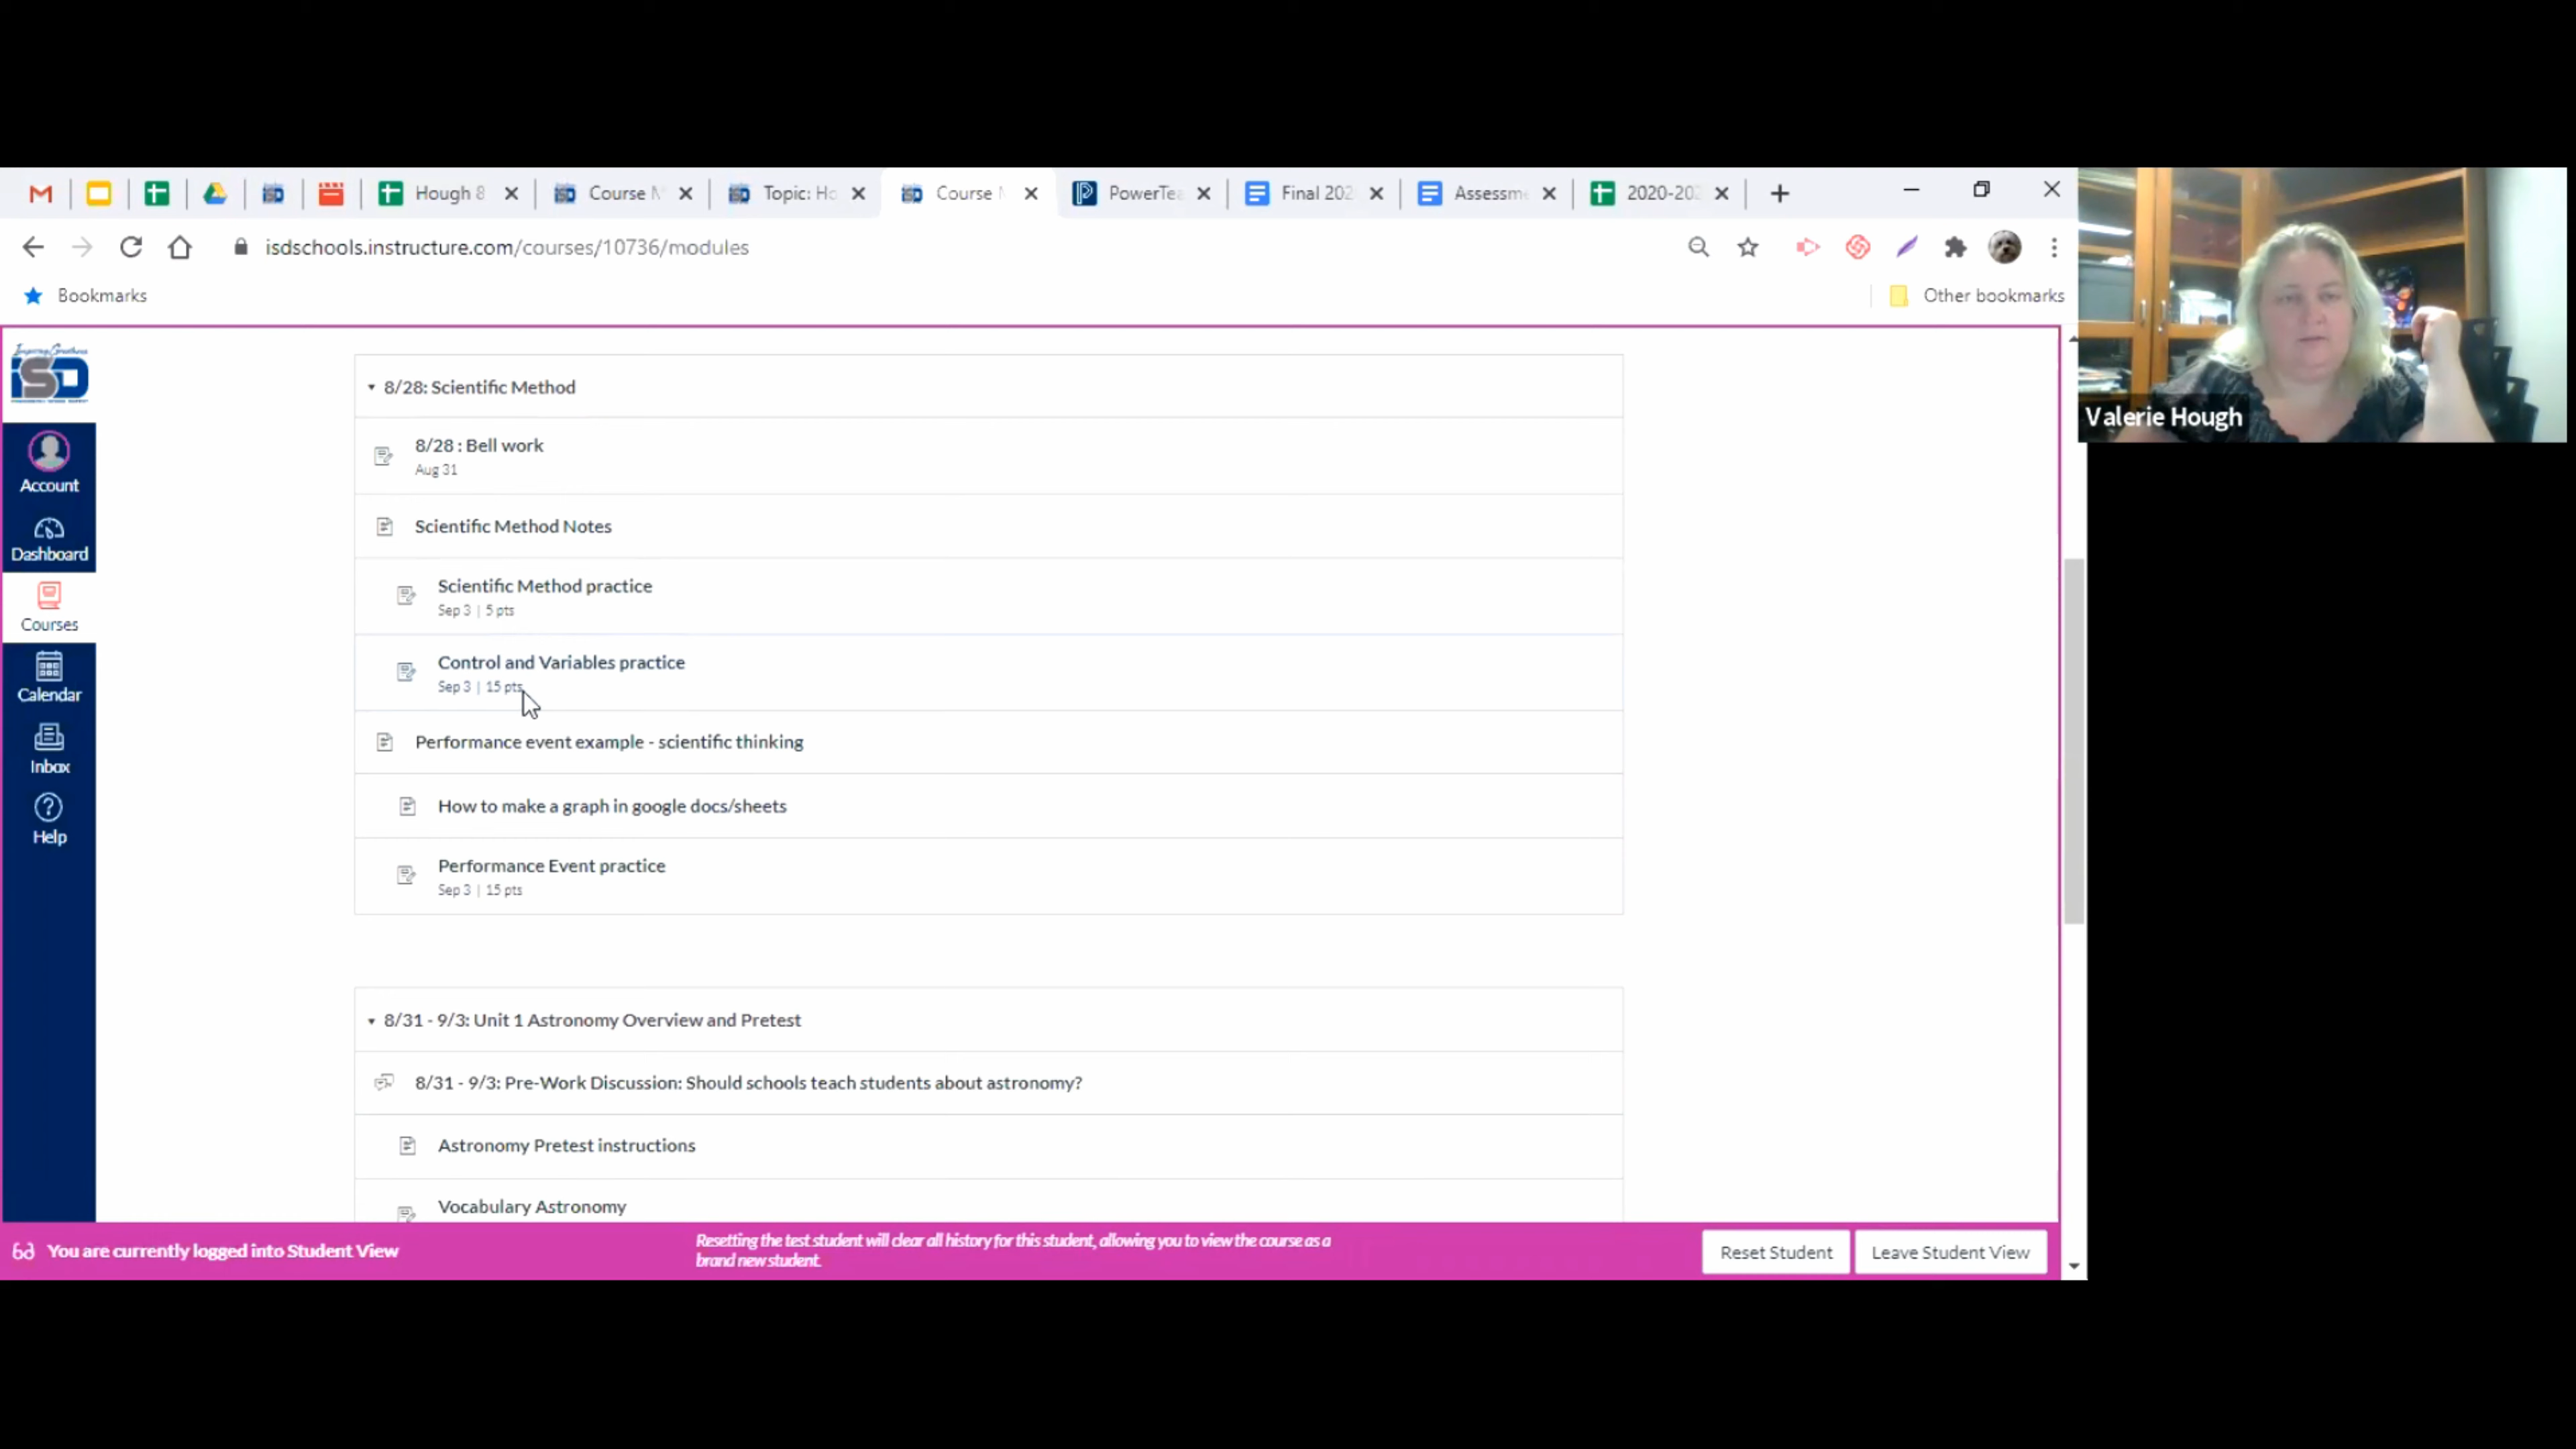 Hough 8
Course M
Topic: Ho
Course N
PowerTea
Final 202
Assessme
2020-202
isdschools.instructure.com/courses/10736/modules
Bookmarks
Other bookmarks
Valerie Hough
Inspiring Greatness
iSD
Account
Dashboard
Courses
Calendar
Inbox
Help
8/28: Scientific Method
8/28 : Bell work
Aug 31
Scientific Method Notes
Scientific Method practice
Sep 3 | 5 pts
Control and Variables practice
Sep 3 | 15 pts
Performance event example - scientific thinking
How to make a graph in google docs/sheets
Performance Event practice
Sep 3 | 15 pts
8/31 - 9/3: Unit 1 Astronomy Overview and Pretest
8/31 - 9/3: Pre-Work Discussion: Should schools teach students about astronomy?
Astronomy Pretest instructions
Vocabulary Astronomy
You are currently logged into Student View
Resetting the test student will clear all history for this student, allowing you to view the course as a
brand new student.
Reset Student
Leave Student View